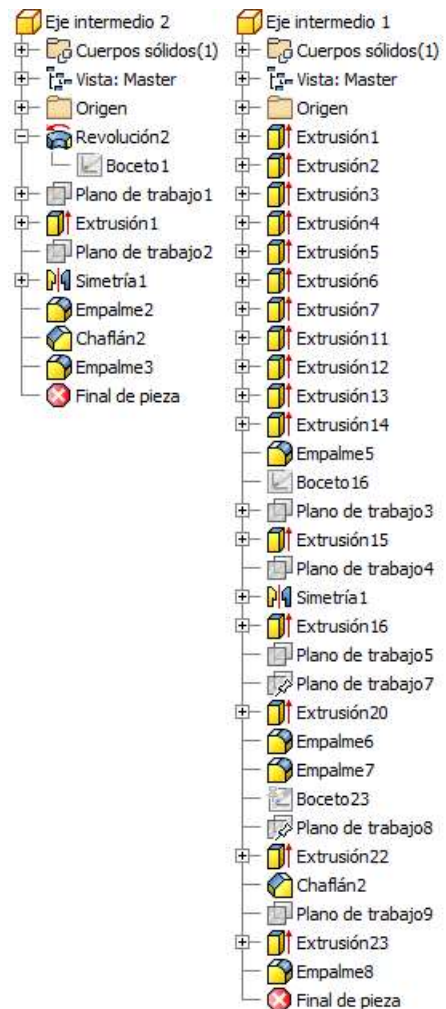 Eje intermedio 2
Cuerpos sólidos(1)
Vista: Master
Origen
Revolución2
Boceto1
Plano de trabajo1
Extrusión1
Plano de trabajo2
Simetría1
Empalme2
Chaflán2
Empalme3
Final de pieza
Eje intermedio 1
Cuerpos sólidos(1)
Vista: Master
Origen
Extrusión1
Extrusión2
Extrusión3
Extrusión4
Extrusión5
Extrusión6
Extrusión7
Extrusión11
Extrusión12
Extrusión13
Extrusión14
Empalme5
Boceto16
Plano de trabajo3
Extrusión15
Plano de trabajo4
Simetría1
Extrusión16
Plano de trabajo5
Plano de trabajo7
Extrusión20
Empalme6
Empalme7
Boceto23
Plano de trabajo8
Extrusión22
Chaflán2
Plano de trabajo9
Extrusión23
Empalme8
Final de pieza